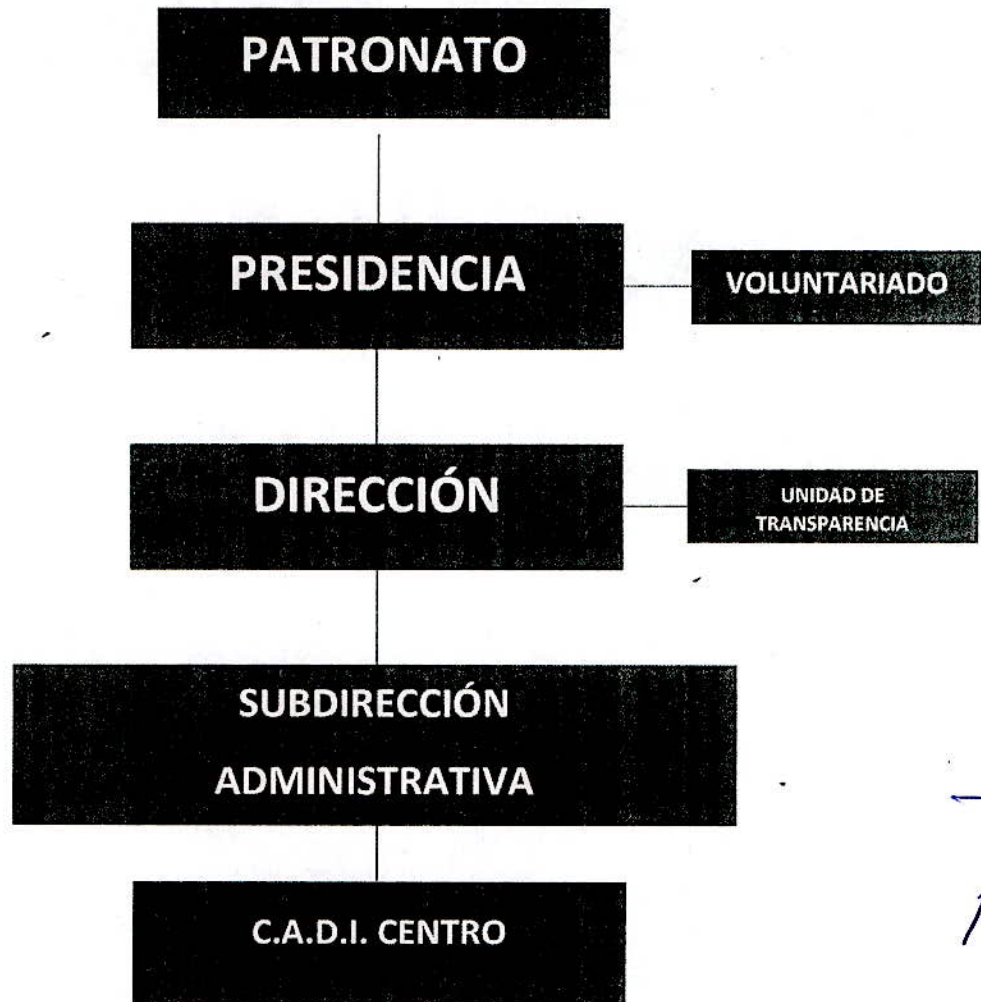 PATRONATO
PRESIDENCIA
VOLUNTARIADO
DIRECCIÓN
UNIDAD DE
TRANSPARENCIA
SUBDIRECCIÓN
ADMINISTRATIVA
C.A.D.I. CENTRO